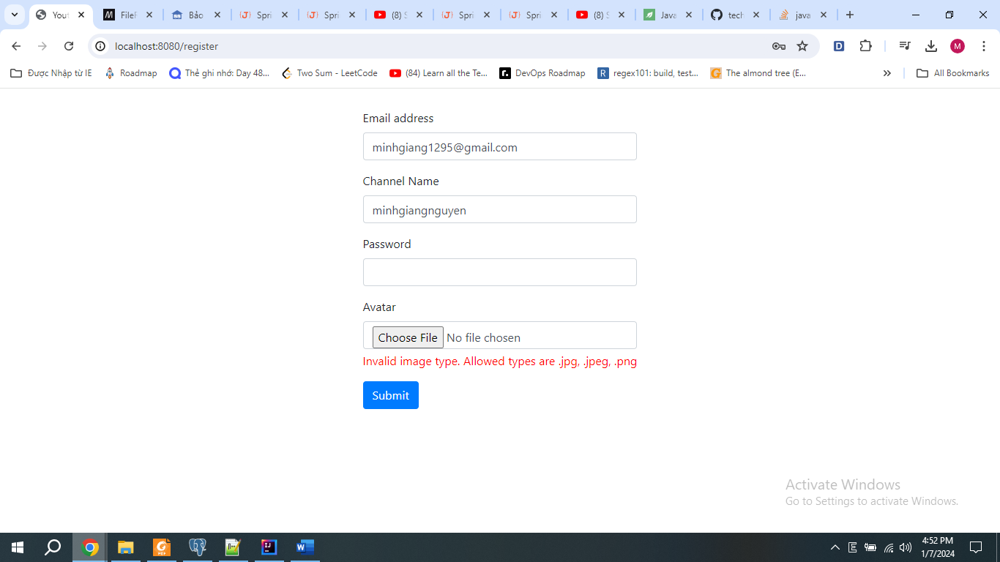 Yout
FileP
Bảo
Spri
Spri
(8) S
Spri
Spri
(8) S
Java
tech
java
localhost:8080/register
M
Được Nhập từ IE
Roadmap
Thẻ ghi nhớ: Day 48...
Two Sum - LeetCode
(84) Learn all the Te...
DevOps Roadmap
regex101: build, test...
The almond tree (E...
All Bookmarks
Email address
minhgiang1295@gmail.com
Channel Name
minhgiangnguyen
Password
Avatar
Choose File No file chosen
Invalid image type. Allowed types are .jpg, .jpeg, .png
Submit
Activate Windows
Go to Settings to activate Windows.
4:52 PM
1/7/2024